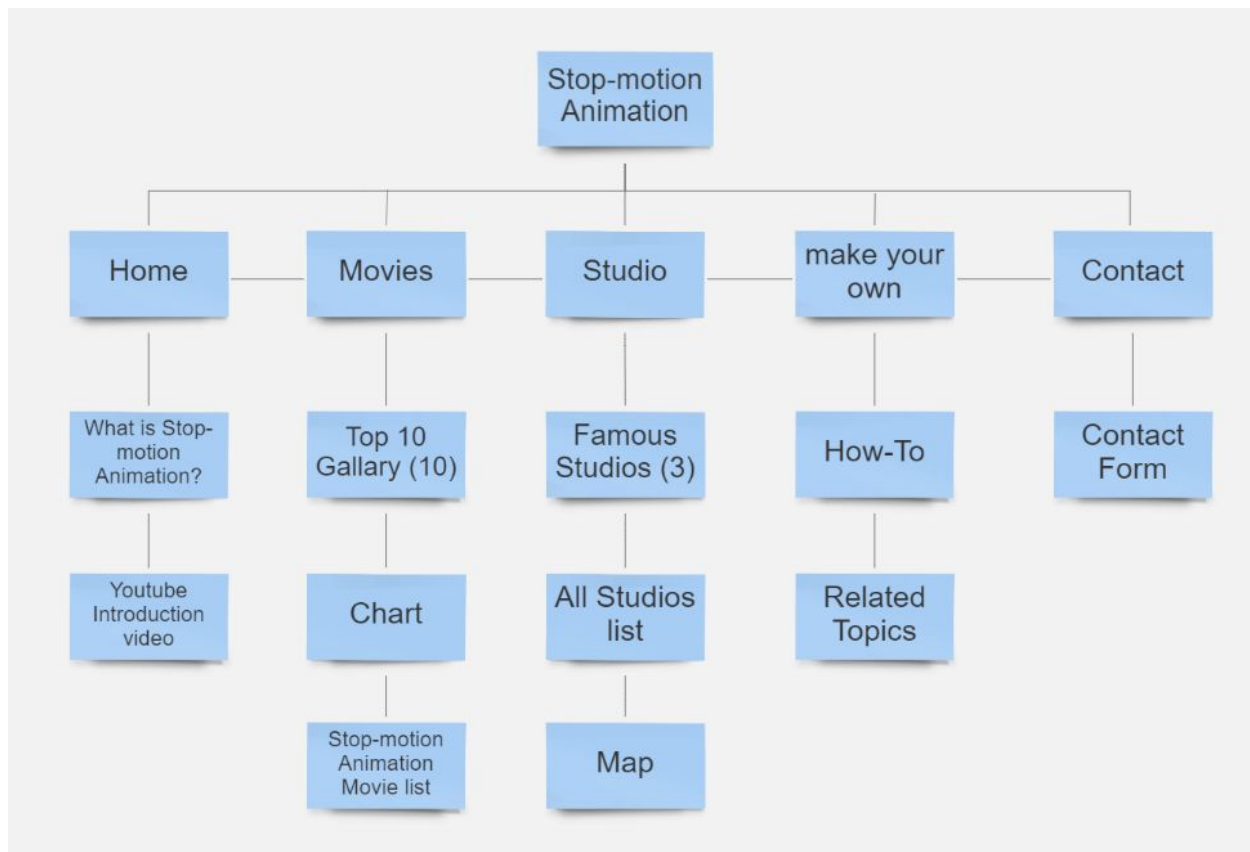 Stop-motion
Animation
Home
Movies
Studio
make your
own
Contact
What is Stop-
motion
Animation?
Top 10
Gallary (10)
Famous
Studios (3)
How-To
Contact
Form
Youtube
Introduction
video
Chart
All Studios
list
Related
Topics
Stop-motion
Animation
Movie list
Map